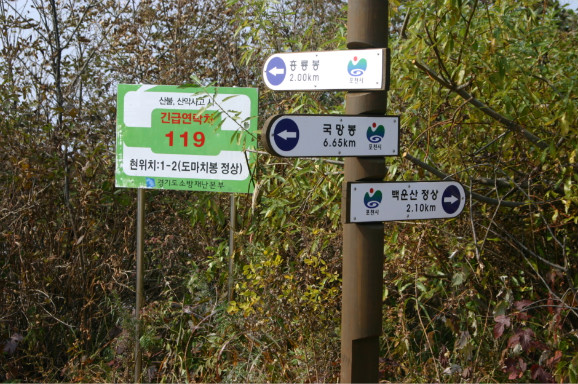 산불, 산악사고 시
긴급연락처
119
현위치:1-2(도마치봉 정상)
경기도소방재난본부
흥룡봉
2.00km
포천시
국망봉
6.65km
포천시
백운산 정상
2.10km
포천시